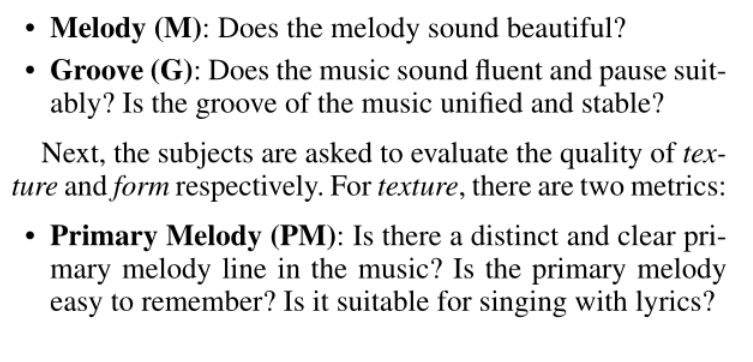 • Melody (M): Does the melody sound beautiful?
• Groove (G): Does the music sound fluent and pause suit-
ably? Is the groove of the music unified and stable?
Next, the subjects are asked to evaluate the quality of tex-
ture and form respectively. For texture, there are two metrics:
• Primary Melody (PM): Is there a distinct and clear pri-
mary melody line in the music? Is the primary melody
easy to remember? Is it suitable for singing with lyrics?